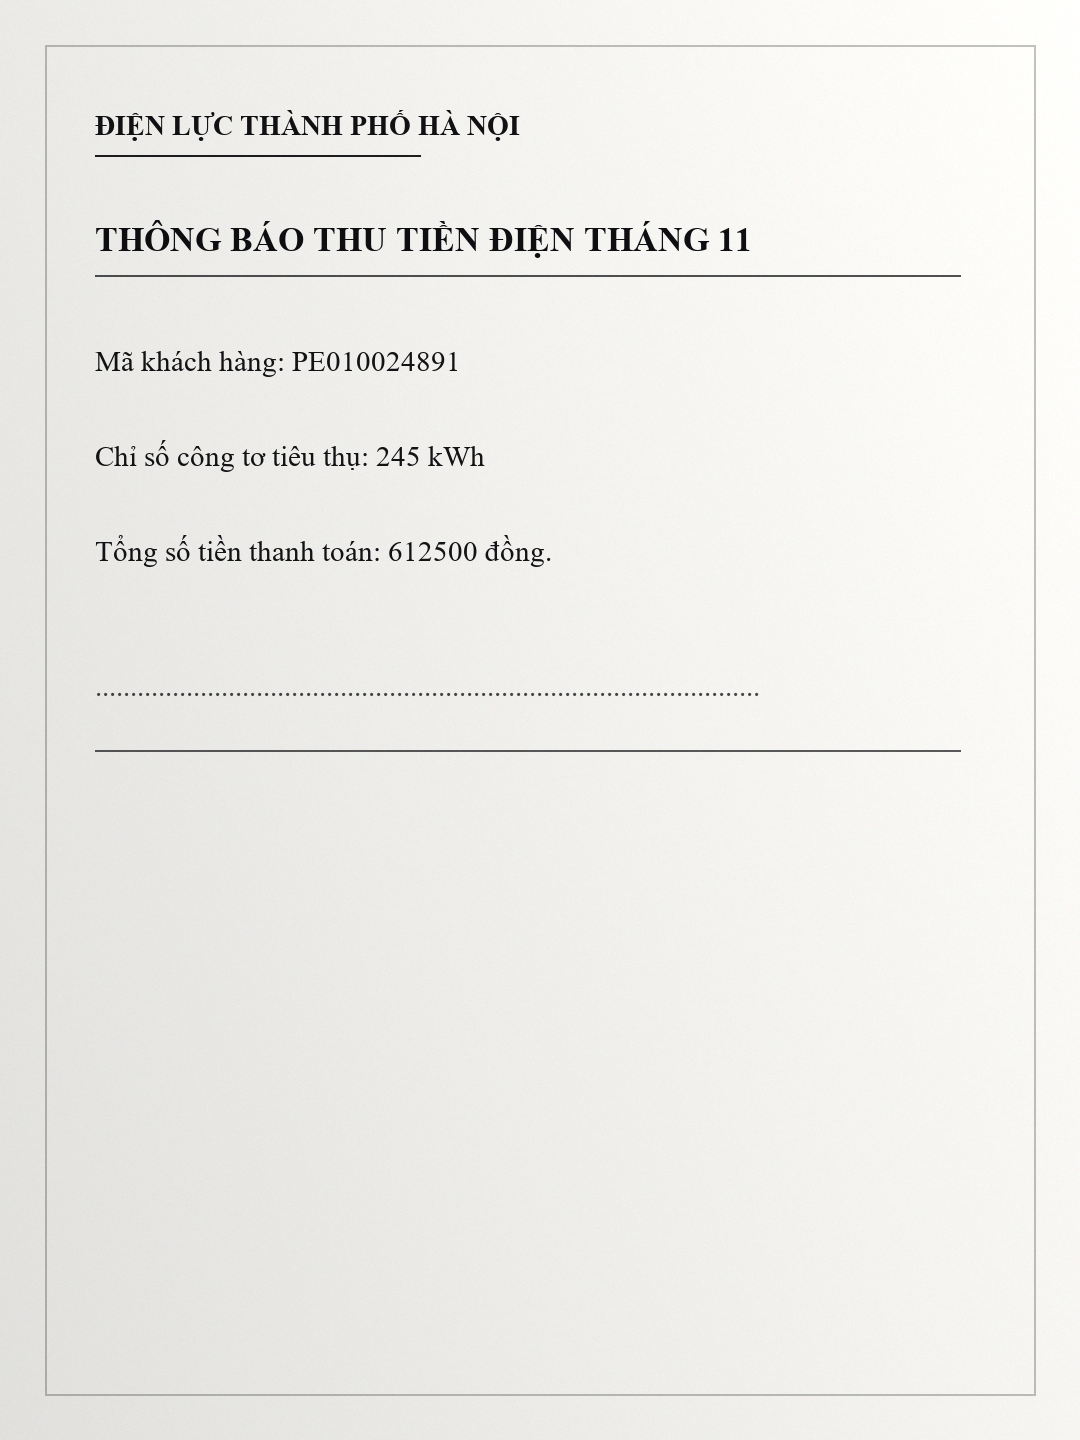 ĐIỆN LỰC THÀNH PHỐ HÀ NỘI
THÔNG BÁO THU TIỀN ĐIỆN THÁNG 11
Mã khách hàng: PE010024891
Chỉ số công tơ tiêu thụ: 245 kWh
Tổng số tiền thanh toán: 612500 đồng.
...............................................................................................